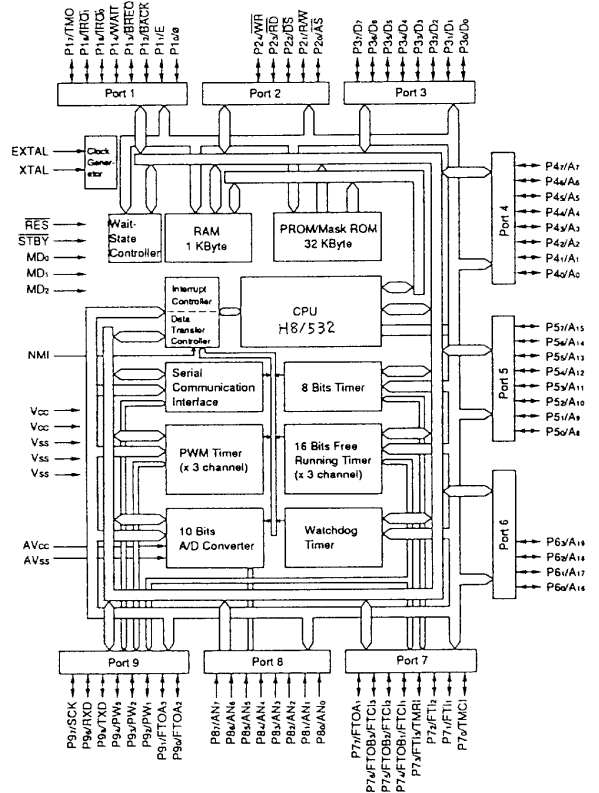 P1₇/TMO
P1₆/IRQ₁
P1₅/IRQ₀
P1₄/WAIT
P1₃/BREQ
P1₂/BACK
P1₁/E
P1₀/ø
P2₄/WR
P2₃/RD
P2₂/DS
P2₁/R/W
P2₀/AS
P3₇/D₇
P3₆/D₆
P3₅/D₅
P3₄/D₄
P3₃/D₃
P3₂/D₂
P3₁/D₁
P3₀/D₀
Port 1
Port 2
Port 3
EXTAL
XTAL
Clock
Gener-
etor
RES
STBY
MD₀
MD₁
MD₂
Wait-
State
Controller
RAM
1 KByte
PROM/Mask ROM
32 KByte
Port 4
P4₇/A₇
P4₆/A₆
P4₅/A₅
P4₄/A₄
P4₃/A₃
P4₂/A₂
P4₁/A₁
P4₀/A₀
Interrupt
Controller
Data
Transfer
Controller
CPU
H8/532
NMI
Serial
Communication
Interface
8 Bits Timer
Port 5
P5₇/A₁₅
P5₆/A₁₄
P5₅/A₁₃
P5₄/A₁₂
P5₃/A₁₁
P5₂/A₁₀
P5₁/A₉
P5₀/A₈
Vcc
Vcc
Vss
Vss
Vss
PWM Timer
(x 3 channel)
16 Bits Free
Running Timer
(x 3 channel)
AVcc
AVss
10 Bits
A/D Converter
Watchdog
Timer
Port 6
P6₃/A₁₉
P6₂/A₁₈
P6₁/A₁₇
P6₀/A₁₆
Port 9
Port 8
Port 7
P9₇/SCK
P9₆/RXD
P9₅/TXD
P9₄/PW₃
P9₃/PW₂
P9₂/PW₁
P9₁/FTOA₃
P9₀/FTOA₂
P8₇/AN₇
P8₆/AN₆
P8₅/AN₅
P8₄/AN₄
P8₃/AN₃
P8₂/AN₂
P8₁/AN₁
P8₀/AN₀
P7₇/FTOA₁
P7₆/FTOB₃/FTCI₃
P7₅/FTOB₂/FTCI₂
P7₄/FTOB₁/FTCI₁
P7₃/FTI₃/TMRI
P7₂/FTI₂
P7₁/FTI₁
P7₀/TMCI